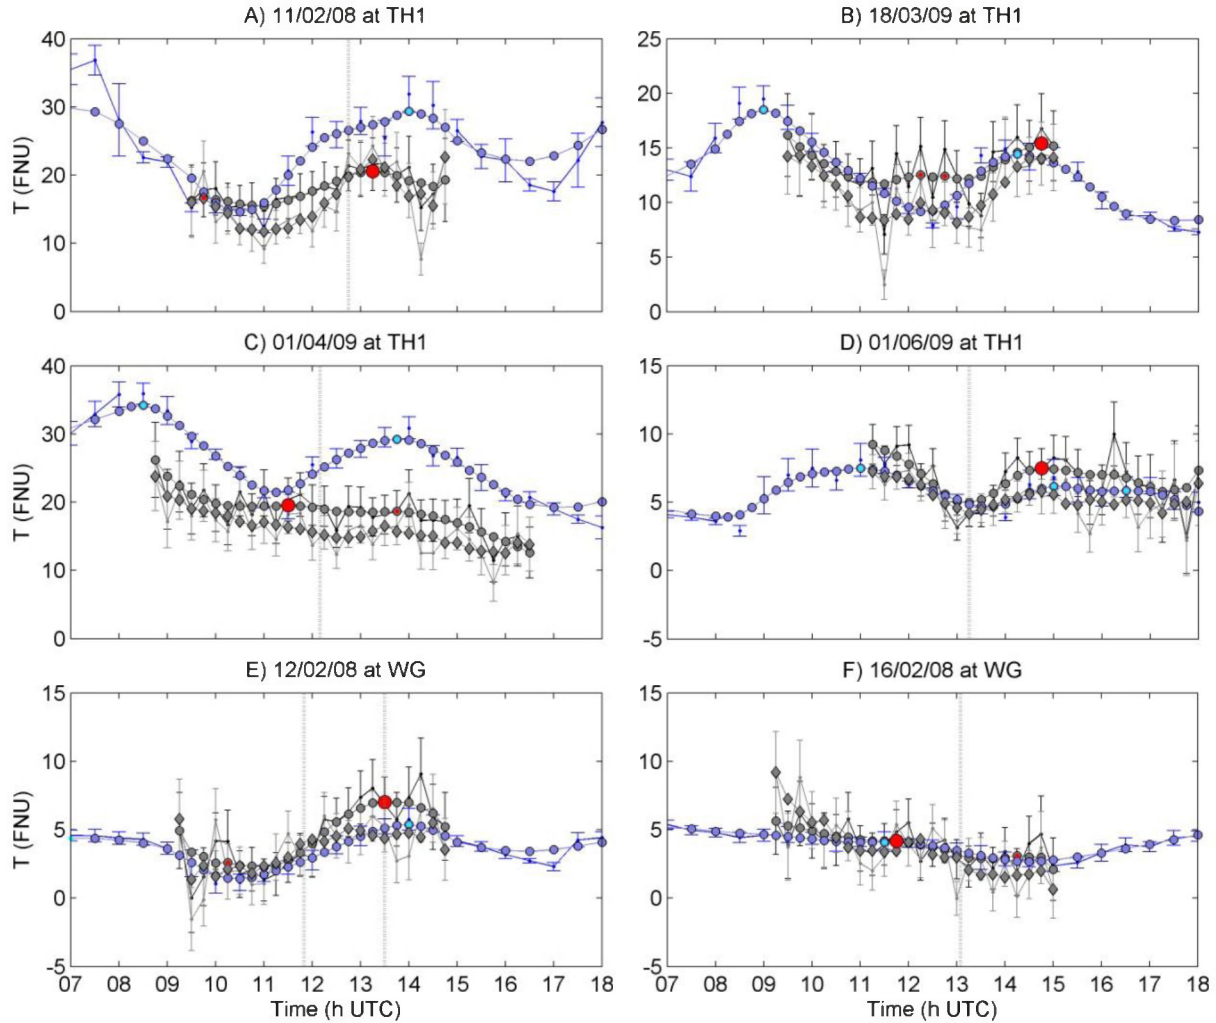 A) 11/02/08 at TH1
B) 18/03/09 at TH1
40
30
20
10
0
T (FNU)
25
20
15
10
5
0
C) 01/04/09 at TH1
D) 01/06/09 at TH1
40
30
20
10
0
T (FNU)
15
10
5
0
-5
E) 12/02/08 at WG
F) 16/02/08 at WG
15
10
5
0
-5
T (FNU)
15
10
5
0
-5
07 08 09 10 11 12 13 14 15 16 17 18
07 08 09 10 11 12 13 14 15 16 17 18
Time (h UTC)
Time (h UTC)